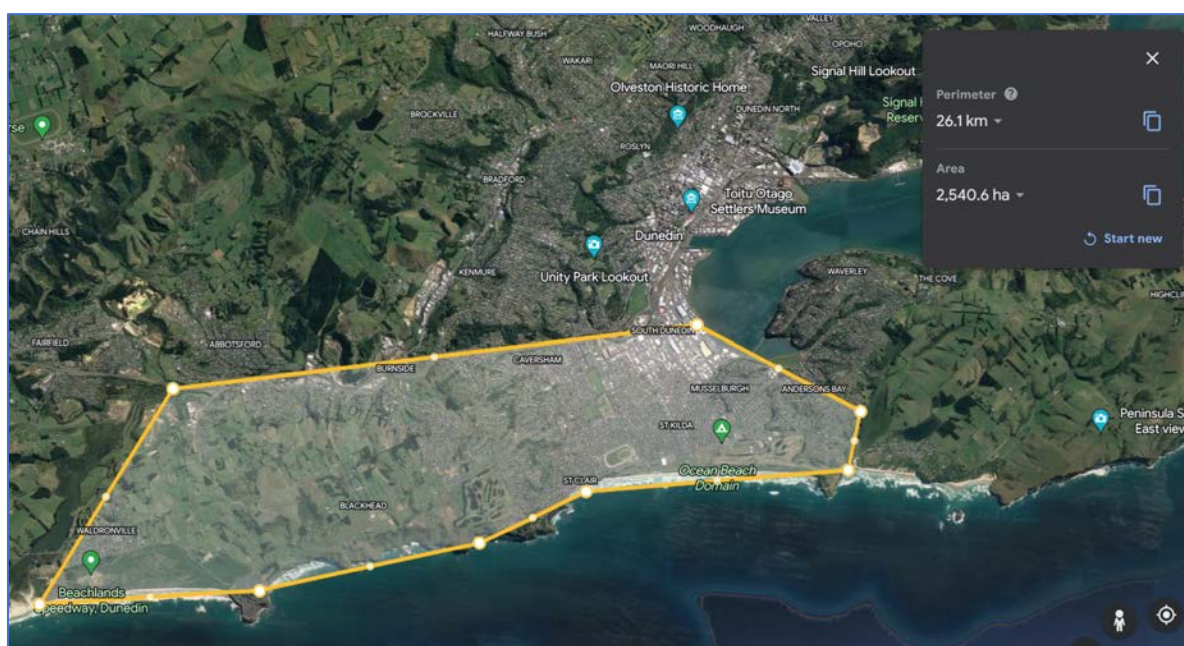 VALLEY
WOODHAUGH
HALFWAY BUSH
OPOHO
WAKARI
MAORI HILL
Signal Hill Lookout
Olveston Historic Home
DUNEDIN NORTH
Signal H
Reserv
BROCKVILLE
rse
ROSLYN
BRADFORD
Toitu Otago
Settlers Museum
CHAIN HILLS
Dunedin
KENMURE
Unity Park Lookout
WAVERLEY
THE COVE
HIGHCLI
SOUTH DUNEDIN
FAIRFIELD
ABBOTSFORD
CAVERSHAM
BURNSIDE
MUSSELBURGH
ANDERSONS BAY
Peninsula S
East view
ST KILDA
Ocean Beach
Domain
ST CLAIR
BLACKHEAD
WALDRONVILLE
Beachlands
Speedway, Dunedin
Perimeter
26.1 km
Area
2,540.6 ha
Start new